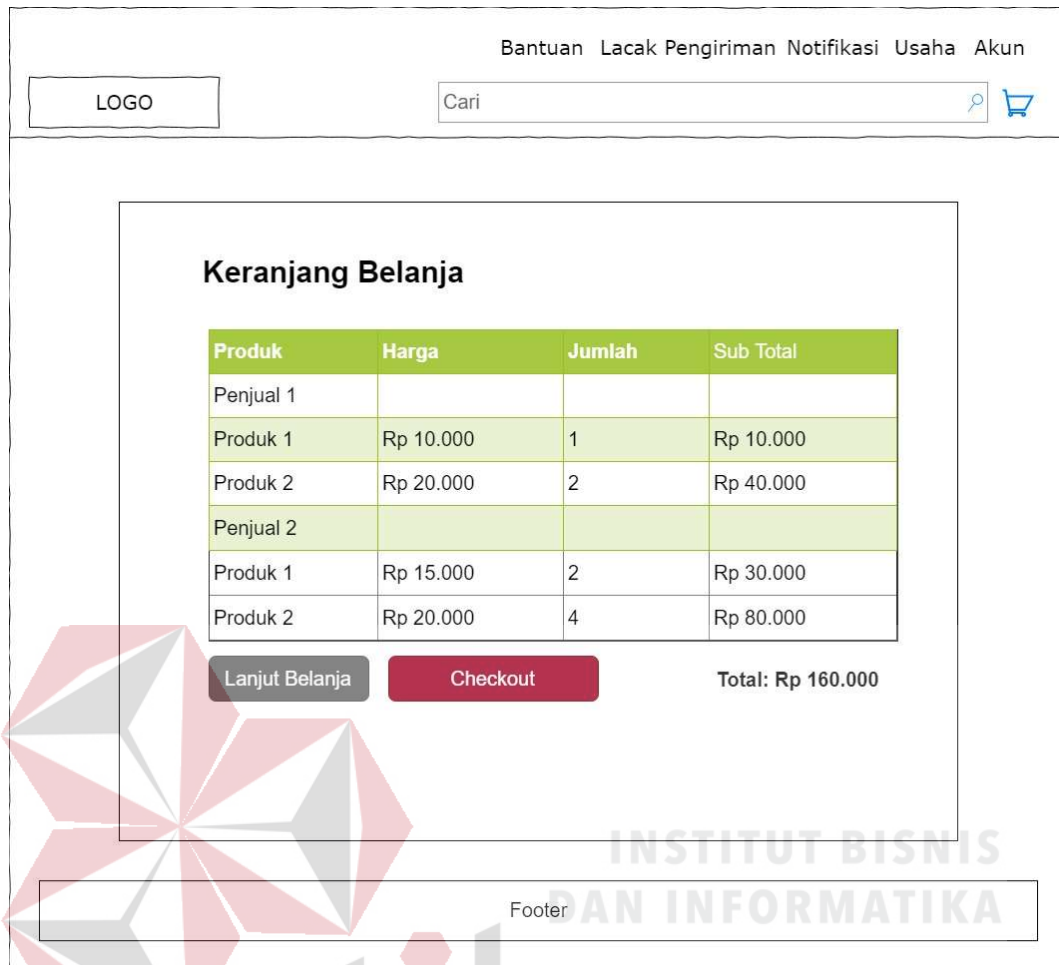 Bantuan Lacak Pengiriman Notifikasi Usaha Akun
LOGO Cari
Keranjang Belanja
Produk Harga Jumlah Sub Total
Penjual 1
Produk 1 Rp 10.000 1 Rp 10.000
Produk 2 Rp 20.000 2 Rp 40.000
Penjual 2
Produk 1 Rp 15.000 2 Rp 30.000
Produk 2 Rp 20.000 4 Rp 80.000
Lanjut Belanja Checkout Total: Rp 160.000
INSTITUT BISNIS
DAN INFORMATIKA
Footer